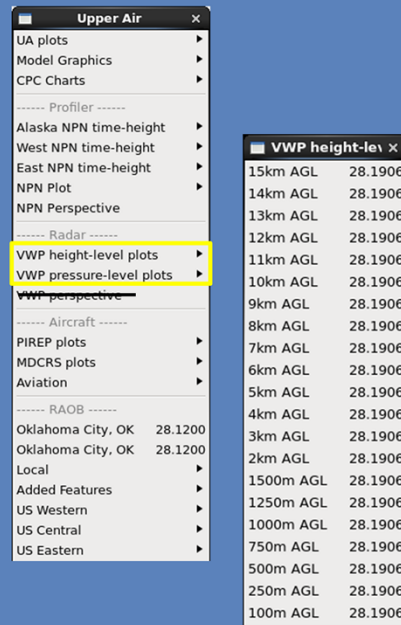 Upper Air
UA plots
Model Graphics
CPC Charts
------ Profiler ------
Alaska NPN time-height
West NPN time-height
East NPN time-height
NPN Plot
NPN Perspective
------ Radar ------
VWP height-level plots
VWP pressure-level plots
VWP perspective
------ Aircraft ------
PIREP plots
MDCRS plots
Aviation
------ RAOB ------
Oklahoma City, OK 28.1200
Oklahoma City, OK 28.1200
Local
Added Features
US Western
US Central
US Eastern
VWP height-lev
15km AGL 28.1906
14km AGL 28.1906
13km AGL 28.1906
12km AGL 28.1906
11km AGL 28.1906
10km AGL 28.1906
9km AGL 28.1906
8km AGL 28.1906
7km AGL 28.1906
6km AGL 28.1906
5km AGL 28.1906
4km AGL 28.1906
3km AGL 28.1906
2km AGL 28.1906
1500m AGL 28.1906
1250m AGL 28.1906
1000m AGL 28.1906
750m AGL 28.1906
500m AGL 28.1906
250m AGL 28.1906
100m AGL 28.1906